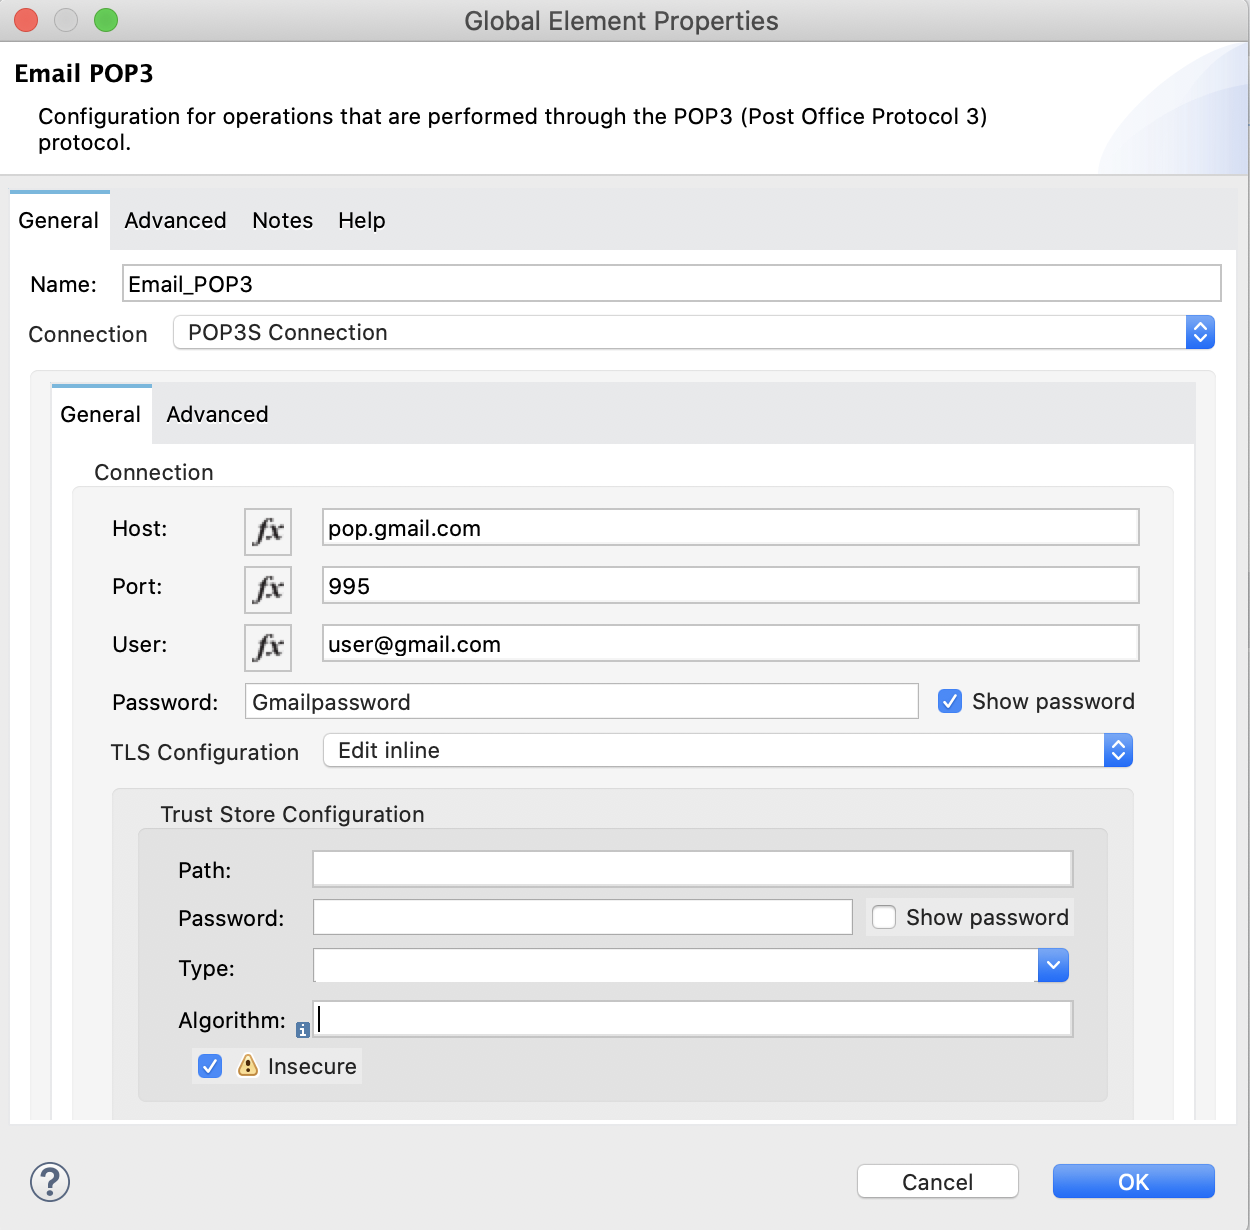 Global Element Properties
Email POP3
Configuration for operations that are performed through the POP3 (Post Office Protocol 3)
protocol.
General Advanced Notes Help
Name: Email_POP3
Connection POP3S Connection
General Advanced
Connection
Host: fx pop.gmail.com
Port: fx 995
User: fx user@gmail.com
Password: Gmailpassword Show password
TLS Configuration Edit inline
Trust Store Configuration
Path:
Password: Show password
Type:
Algorithm: i
! Insecure
? Cancel OK